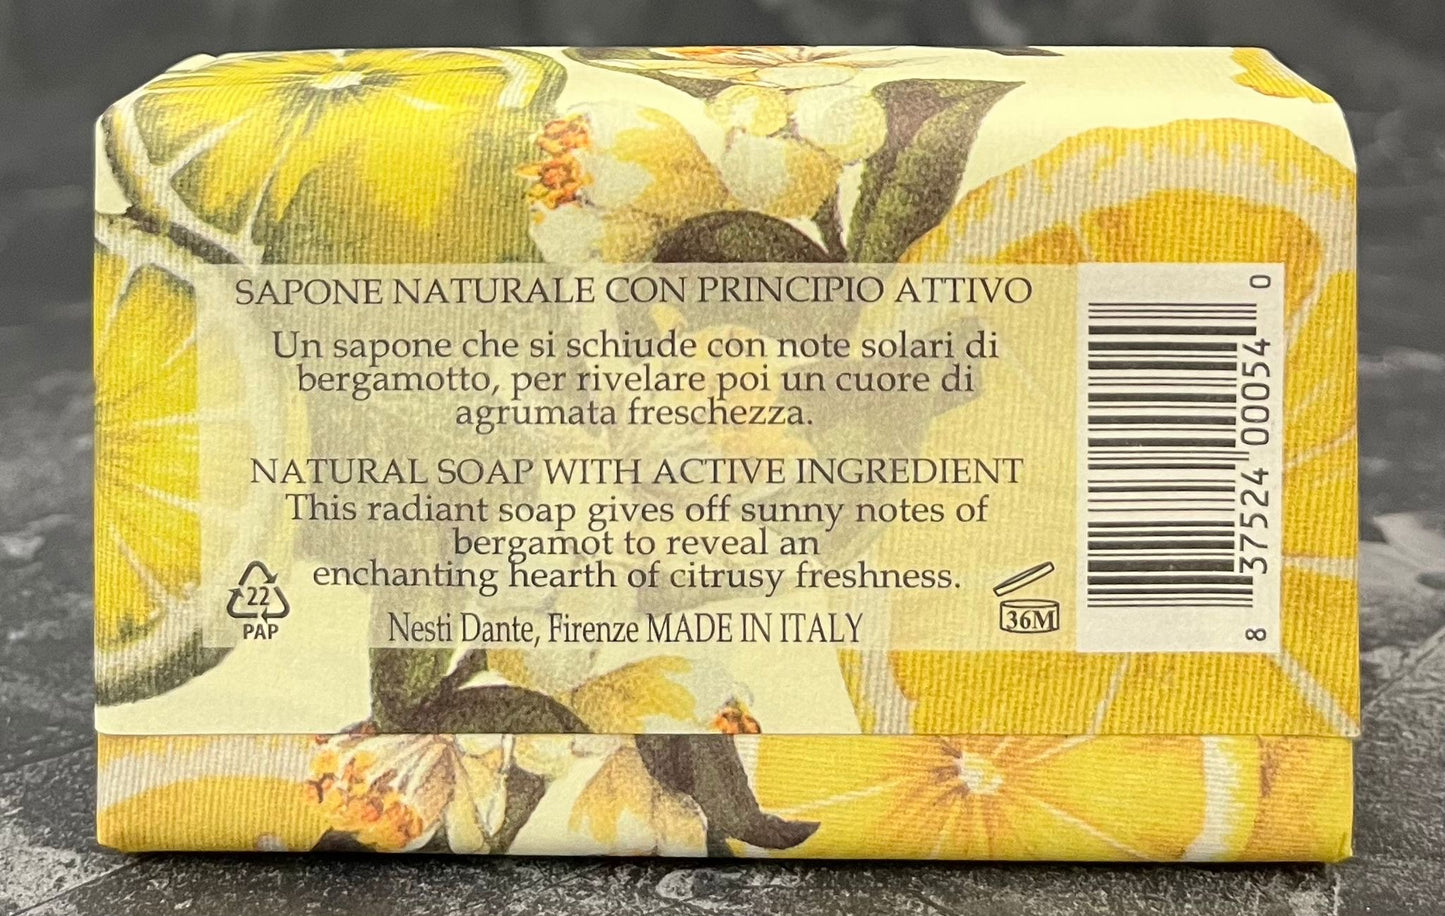 SAPONE NATURALE CON PRINCIPIO ATTIVO
Un sapone che si schiude con note solari di
bergamotto, per rivelare poi un cuore di
agrumata freschezza.
NATURAL SOAP WITH ACTIVE INGREDIENT
This radiant soap gives off sunny notes of
bergamot to reveal an
enchanting hearth of citrusy freshness.
Nesti Dante, Firenze MADE IN ITALY
22
PAP
36M
8 37524 00054 0